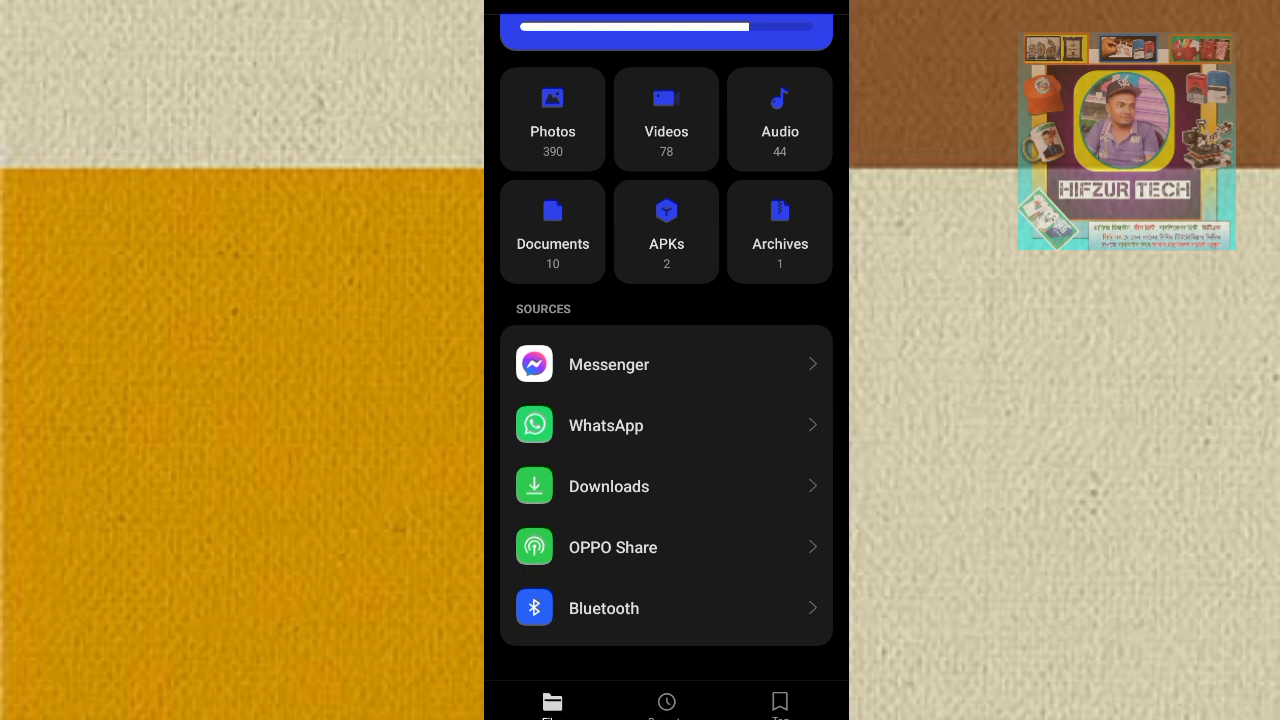 Photos
390
Videos
78
Audio
44
Documents
10
APKs
2
Archives
1
SOURCES
Messenger
WhatsApp
Downloads
OPPO Share
Bluetooth
HIFZUR TECH